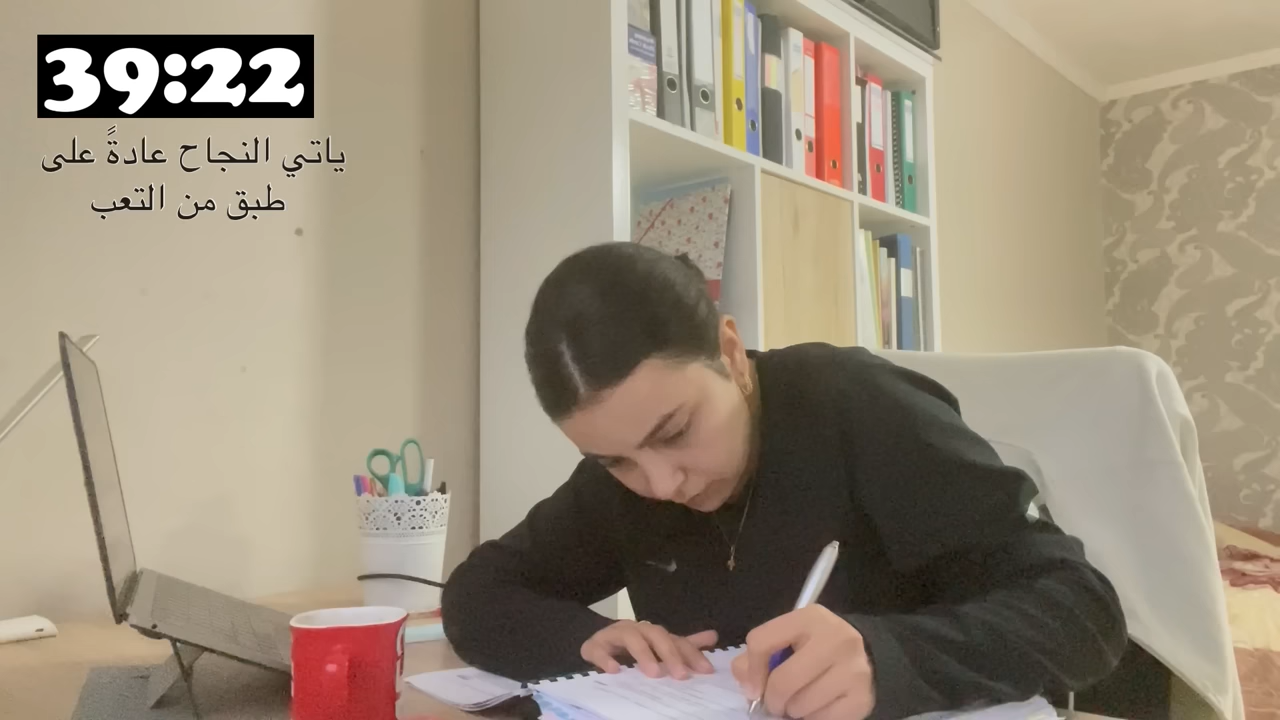 39:22
ياتي النجاح عادةً على
طبق من التعب